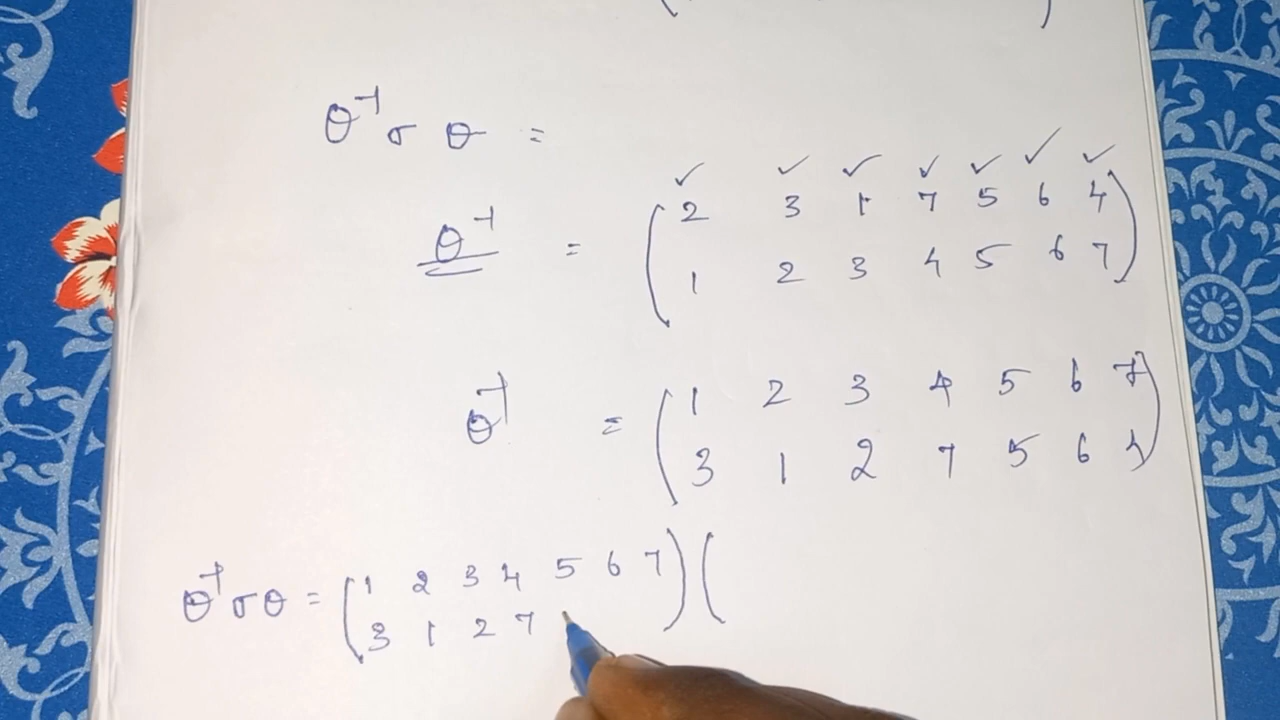 θ⁻¹ σ θ =
θ⁻¹ = ( 2 3 1 7 5 6 4
1 2 3 4 5 6 7 )
θ⁻¹ = ( 1 2 3 4 5 6 7
3 1 2 7 5 6 4 )
θ⁻¹ σ θ = ( 1 2 3 4 5 6 7 ) (
3 1 2 7